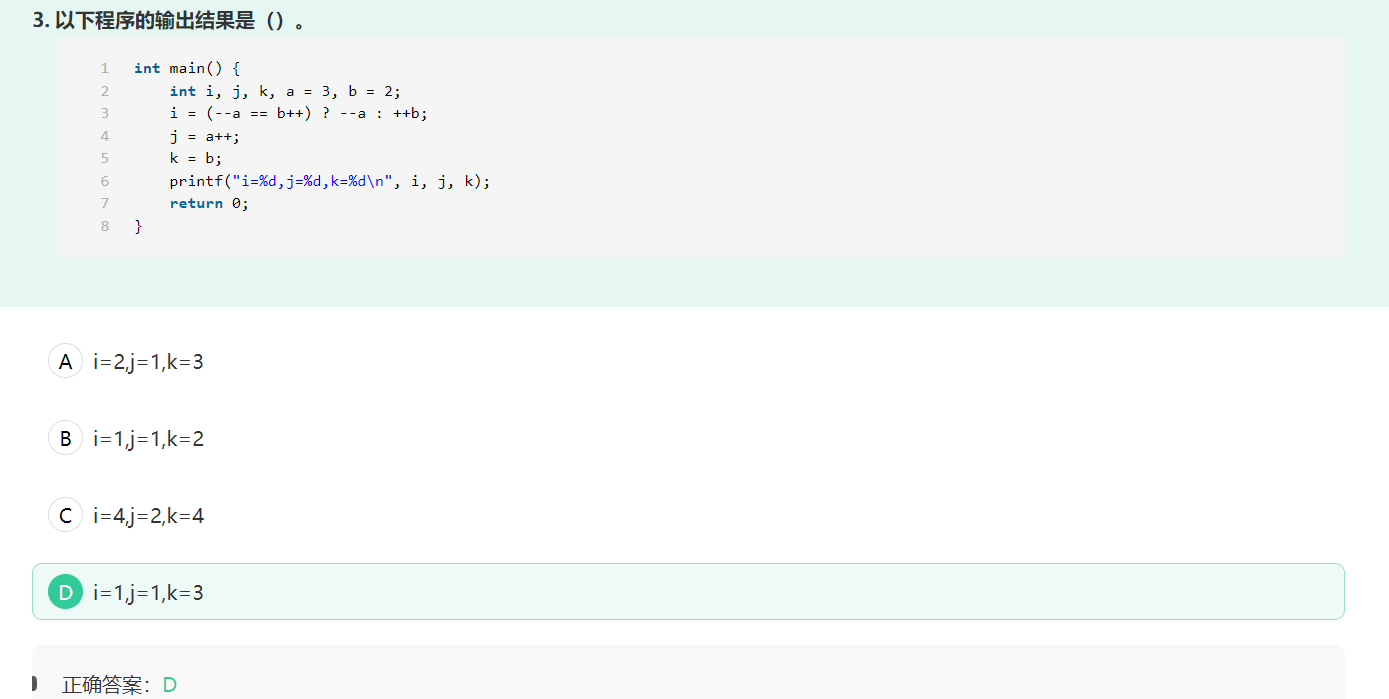 3. 以下程序的输出结果是（）。
1 int main() {
2 int i, j, k, a = 3, b = 2;
3 i = (--a == b++) ? --a : ++b;
4 j = a++;
5 k = b;
6 printf("i=%d,j=%d,k=%d\n", i, j, k);
7 return 0;
8 }
A i=2,j=1,k=3
B i=1,j=1,k=2
C i=4,j=2,k=4
D i=1,j=1,k=3
正确答案：D